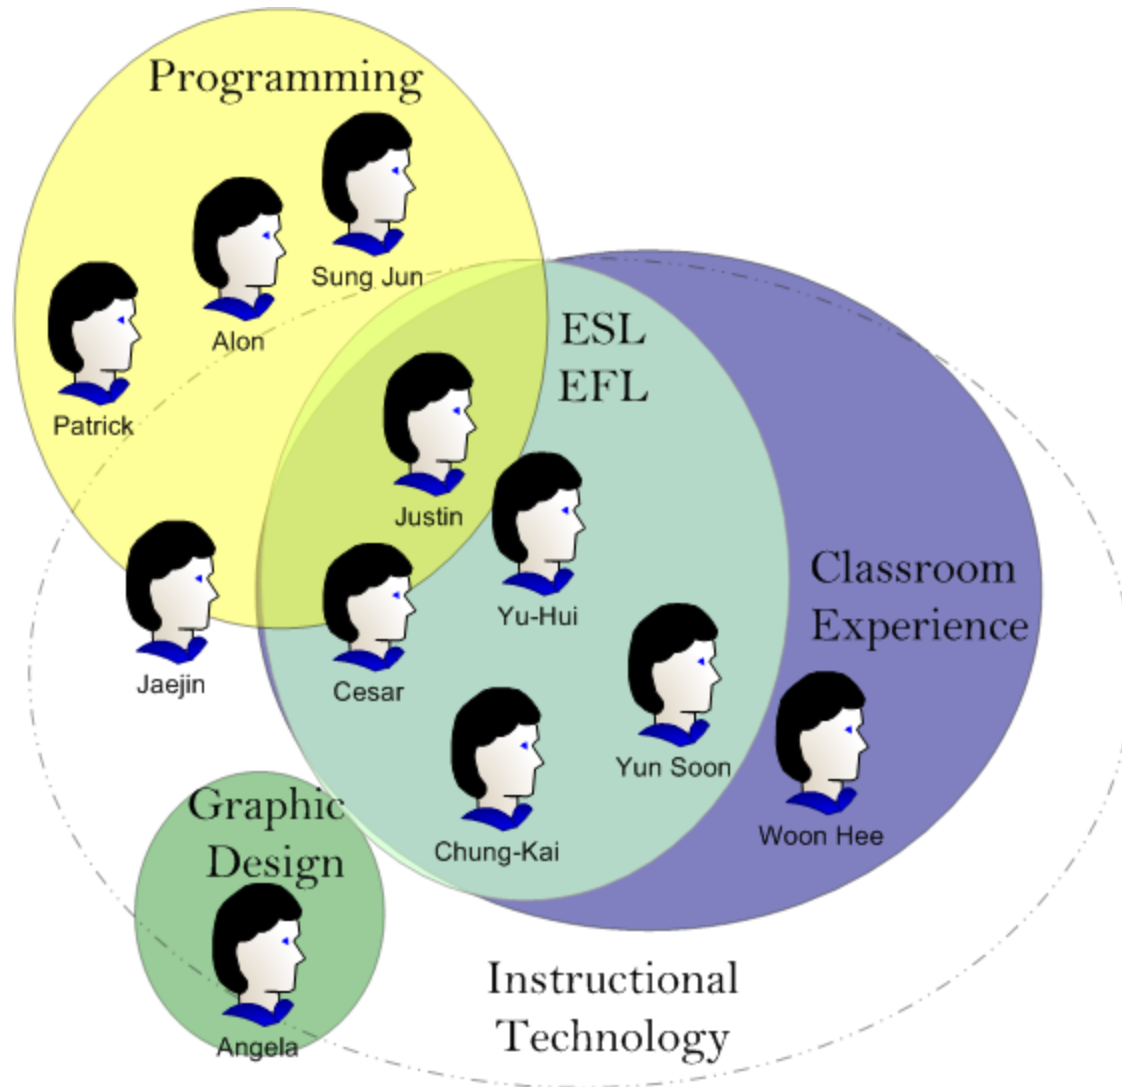 Programming
Sung Jun
Alon
Patrick
ESL
EFL
Justin
Yu-Hui
Classroom
Experience
Jaejin
Cesar
Yun Soon
Woon Hee
Chung-Kai
Graphic
Design
Angela
Instructional
Technology